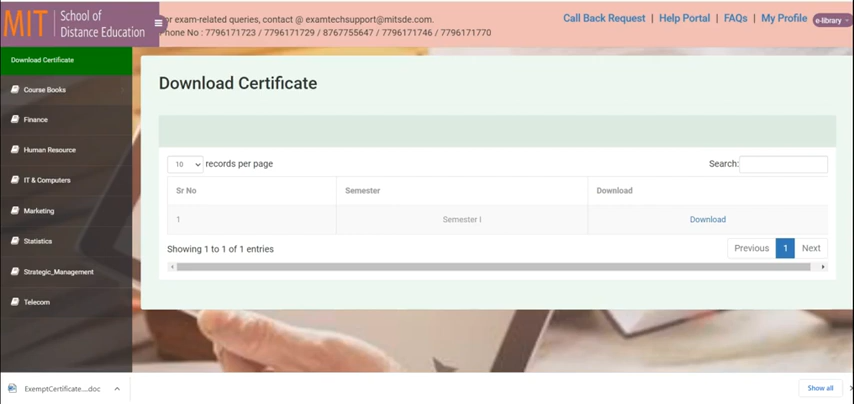 MIT School of
Distance Education
or exam-related queries, contact @ examtechsupport@mitsde.com.
hone No : 7796171723 / 7796171729 / 8767755647 / 7796171746 / 7796171770
Call Back Request | Help Portal | FAQs | My Profile
e-library
Download Certificate
Course Books
Finance
Human Resource
IT & Computers
Marketing
Statistics
Strategic_Management
Telecom
Download Certificate
10 records per page
Search:
Sr No Semester Download
1 Semester I Download
Showing 1 to 1 of 1 entries
Previous 1 Next
ExemptCertificate....doc
Show all